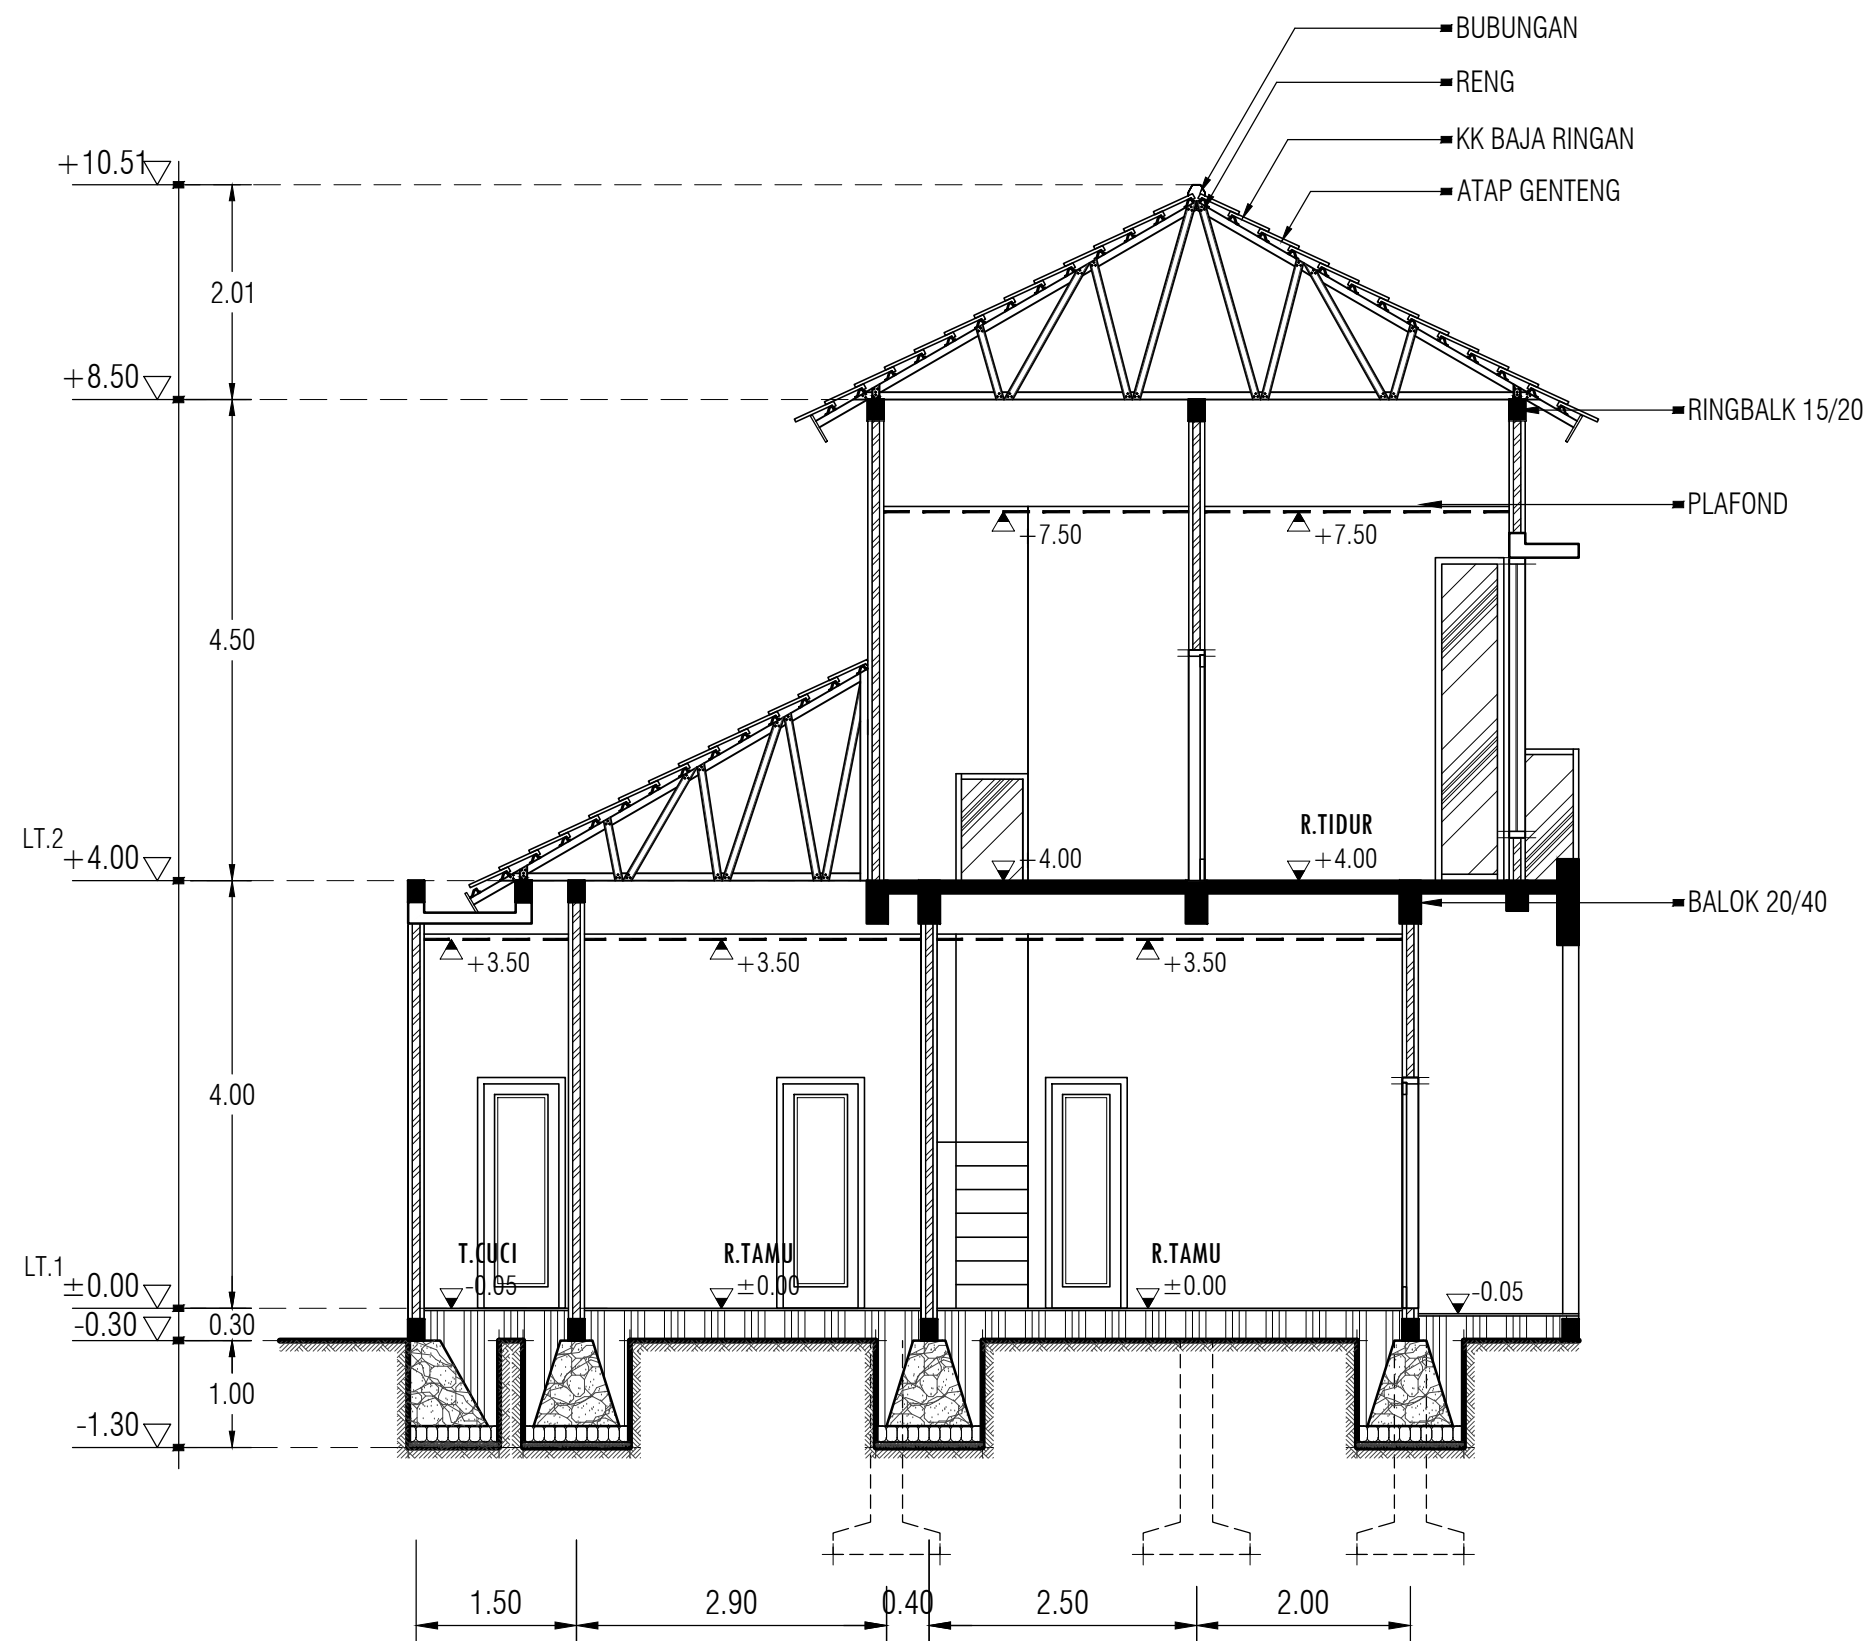 BUBUNGAN
RENG
KK BAJA RINGAN
ATAP GENTENG
+10.51
2.01
+8.50
RINGBALK 15/20
PLAFOND
+7.50
+7.50
4.50
R.TIDUR
LT.2
+4.00
+4.00
+4.00
BALOK 20/40
+3.50
+3.50
+3.50
4.00
T.CUCI
-0.05
R.TAMU
±0.00
R.TAMU
±0.00
-0.05
LT.1
±0.00
-0.30
0.30
1.00
-1.30
1.50
2.90
0.40
2.50
2.00